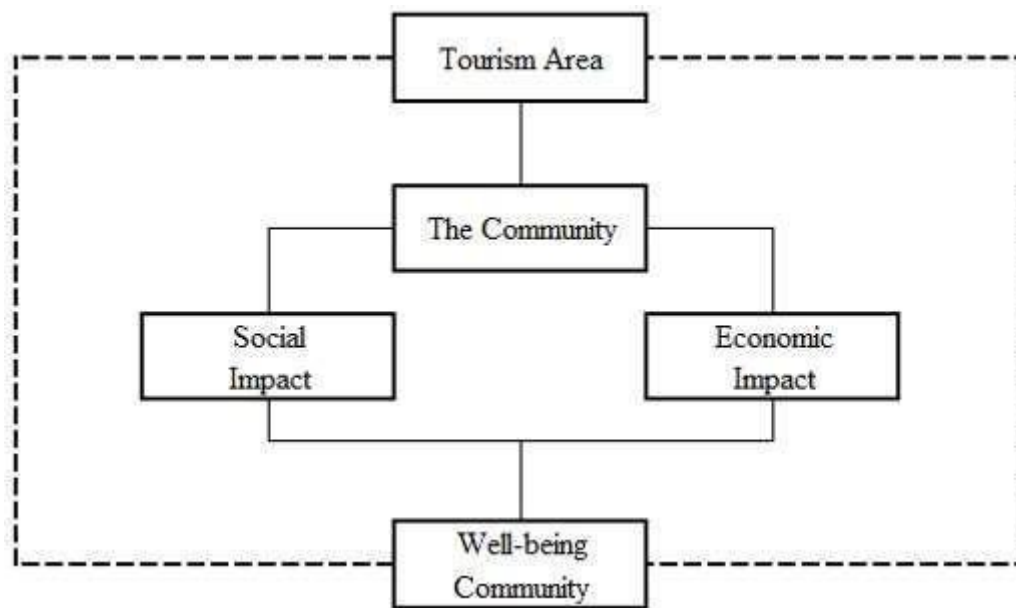 Tourism Area
The Community
Social
Impact
Economic
Impact
Well-being
Community